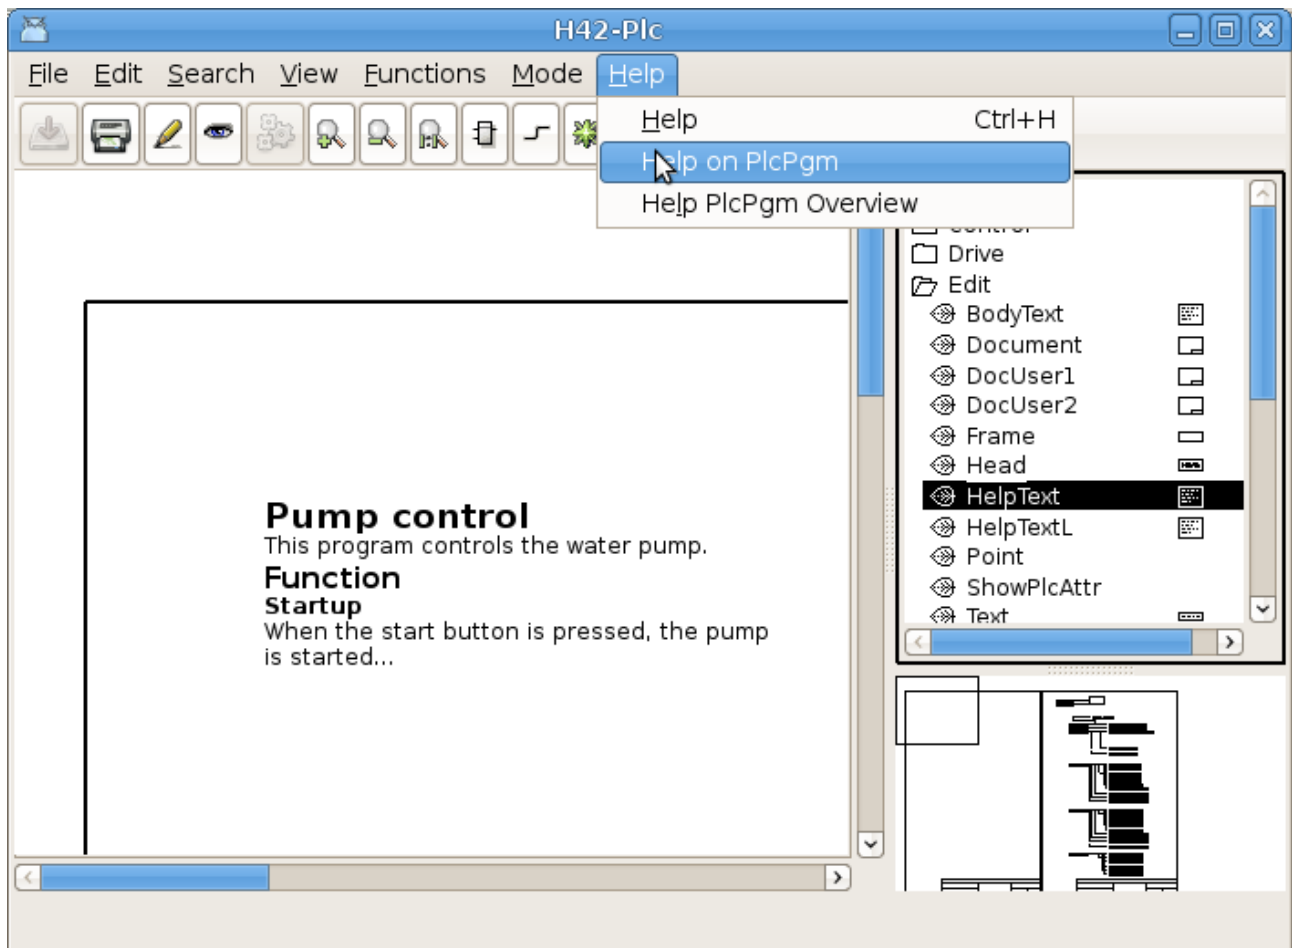 H42-Plc
File Edit Search View Functions Mode Help
Help Ctrl+H
Help on PlcPgm
Help PlcPgm Overview
Drive
Edit
BodyText
Document
DocUser1
DocUser2
Frame
Head
HelpText
HelpTextL
Point
ShowPlcAttr
Text
Pump control
This program controls the water pump.
Function
Startup
When the start button is pressed, the pump
is started...